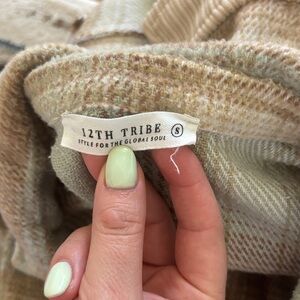 12TH TRIBE S
STYLE FOR THE GLOBAL SOUL